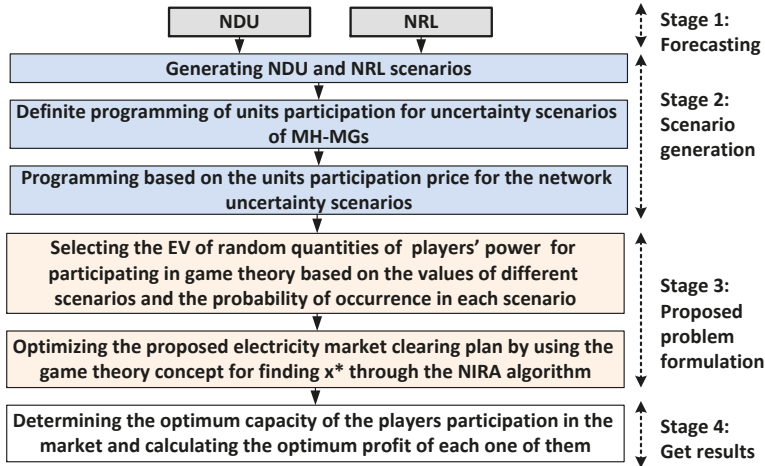 NDU
NRL
Stage 1:
Forecasting
Generating NDU and NRL scenarios
Definite programming of units participation for uncertainty scenarios
of MH-MGs
Programming based on the units participation price for the network
uncertainty scenarios
Stage 2:
Scenario
generation
Selecting the EV of random quantities of players' power for
participating in game theory based on the values of different
scenarios and the probability of occurrence in each scenario
Optimizing the proposed electricity market clearing plan by using the
game theory concept for finding x* through the NIRA algorithm
Stage 3:
Proposed
problem
formulation
Determining the optimum capacity of the players participation in the
market and calculating the optimum profit of each one of them
Stage 4:
Get results